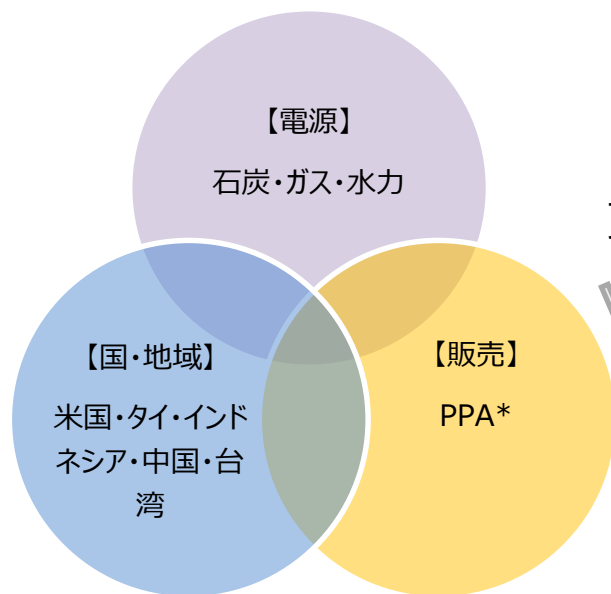 【電源】
石炭・ガス・水力
【国・地域】
米国・タイ・インド
ネシア・中国・台
湾
【販売】
PPA*